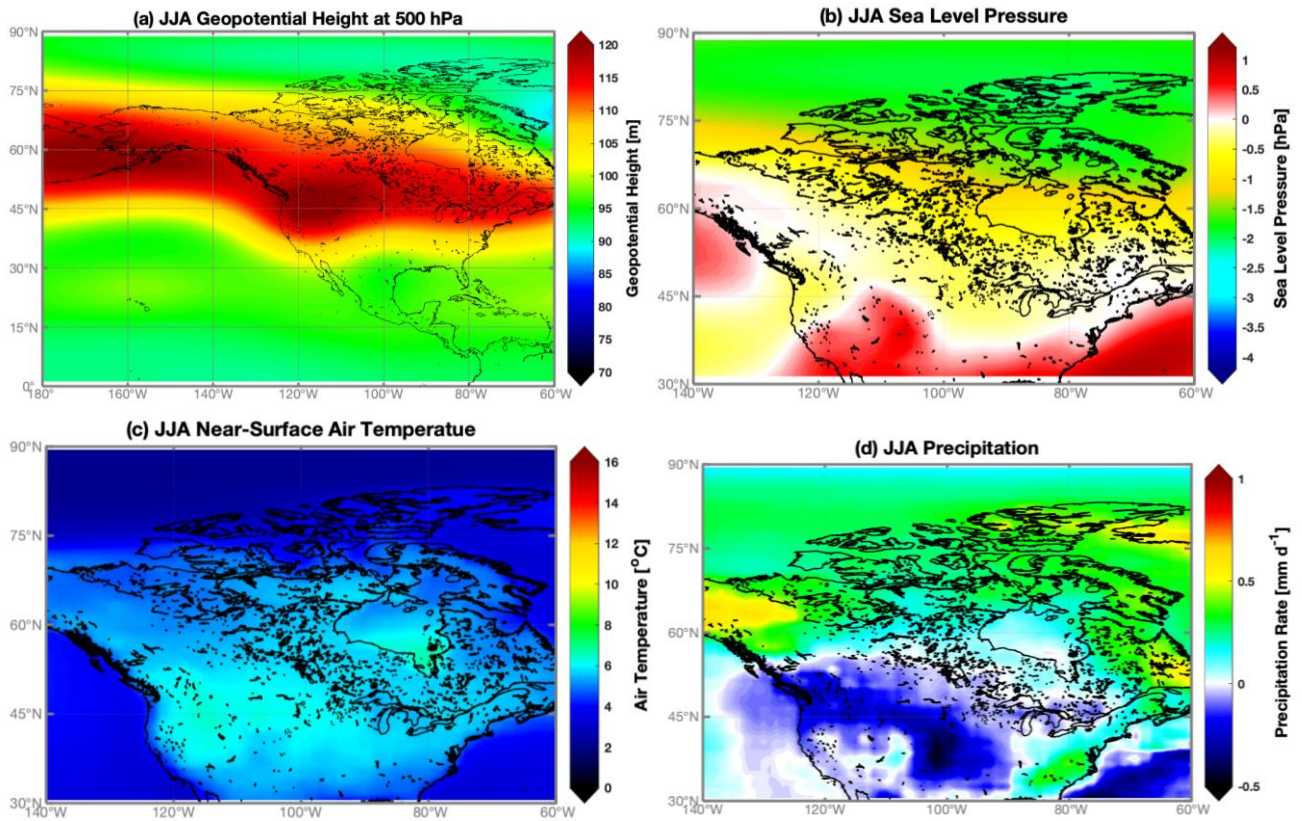 (a) JJA Geopotential Height at 500 hPa
90°N
75°N
60°N
45°N
30°N
15°N
0°
180°W
160°W
140°W
120°W
100°W
80°W
60°W
120
115
110
105
100
95
90
85
80
75
70
Geopotential Height [m]
(b) JJA Sea Level Pressure
90°N
75°N
60°N
45°N
30°N
140°W
120°W
100°W
80°W
60°W
1
0.5
0
-0.5
-1
-1.5
-2
-2.5
-3
-3.5
-4
Sea Level Pressure [hPa]
(c) JJA Near-Surface Air Temperatue
90°N
75°N
60°N
45°N
30°N
140°W
120°W
100°W
80°W
60°W
16
14
12
10
8
6
4
2
0
Air Temperature [°C]
(d) JJA Precipitation
90°N
75°N
60°N
45°N
30°N
140°W
120°W
100°W
80°W
60°W
1
0.5
0
-0.5
Precipitation Rate [mm d⁻¹]